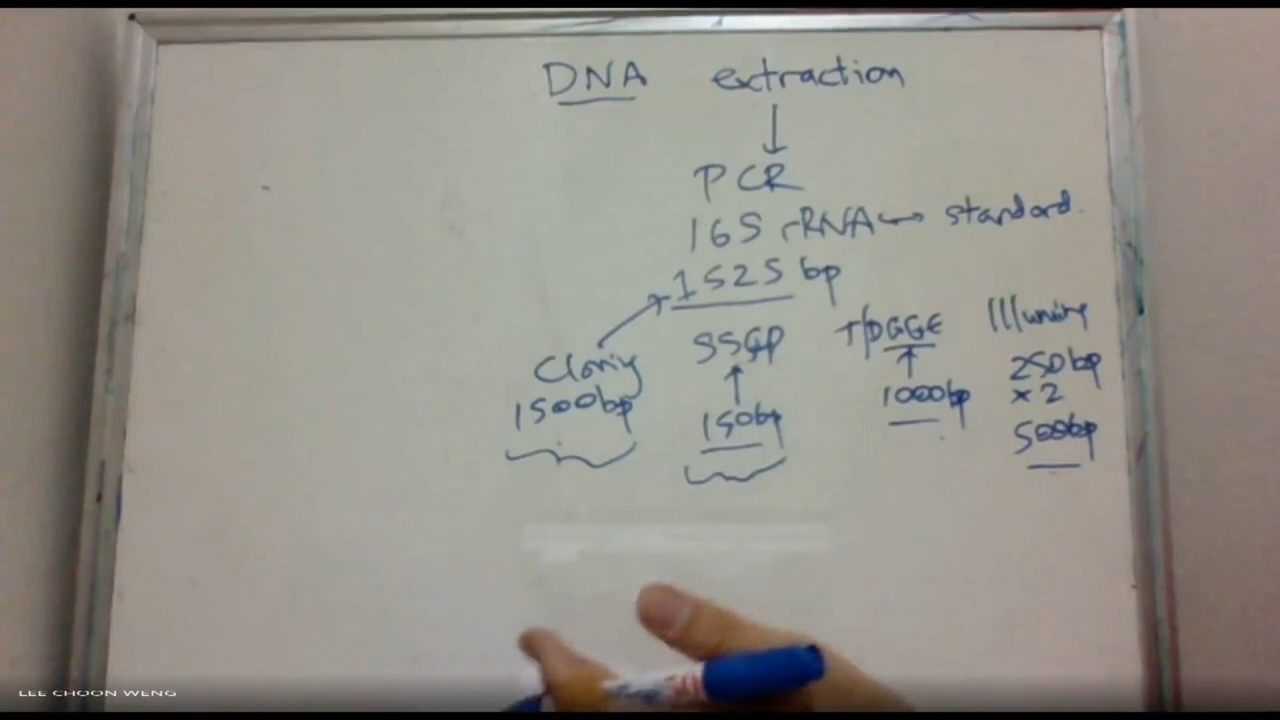 DNA extraction
PCR
16S rRNA standard.
1525 bp
Cloning SSCP T/DGGE Illumina
1500bp 150bp 1000bp 250bp
x 2
500bp
LEE CHOON WENG